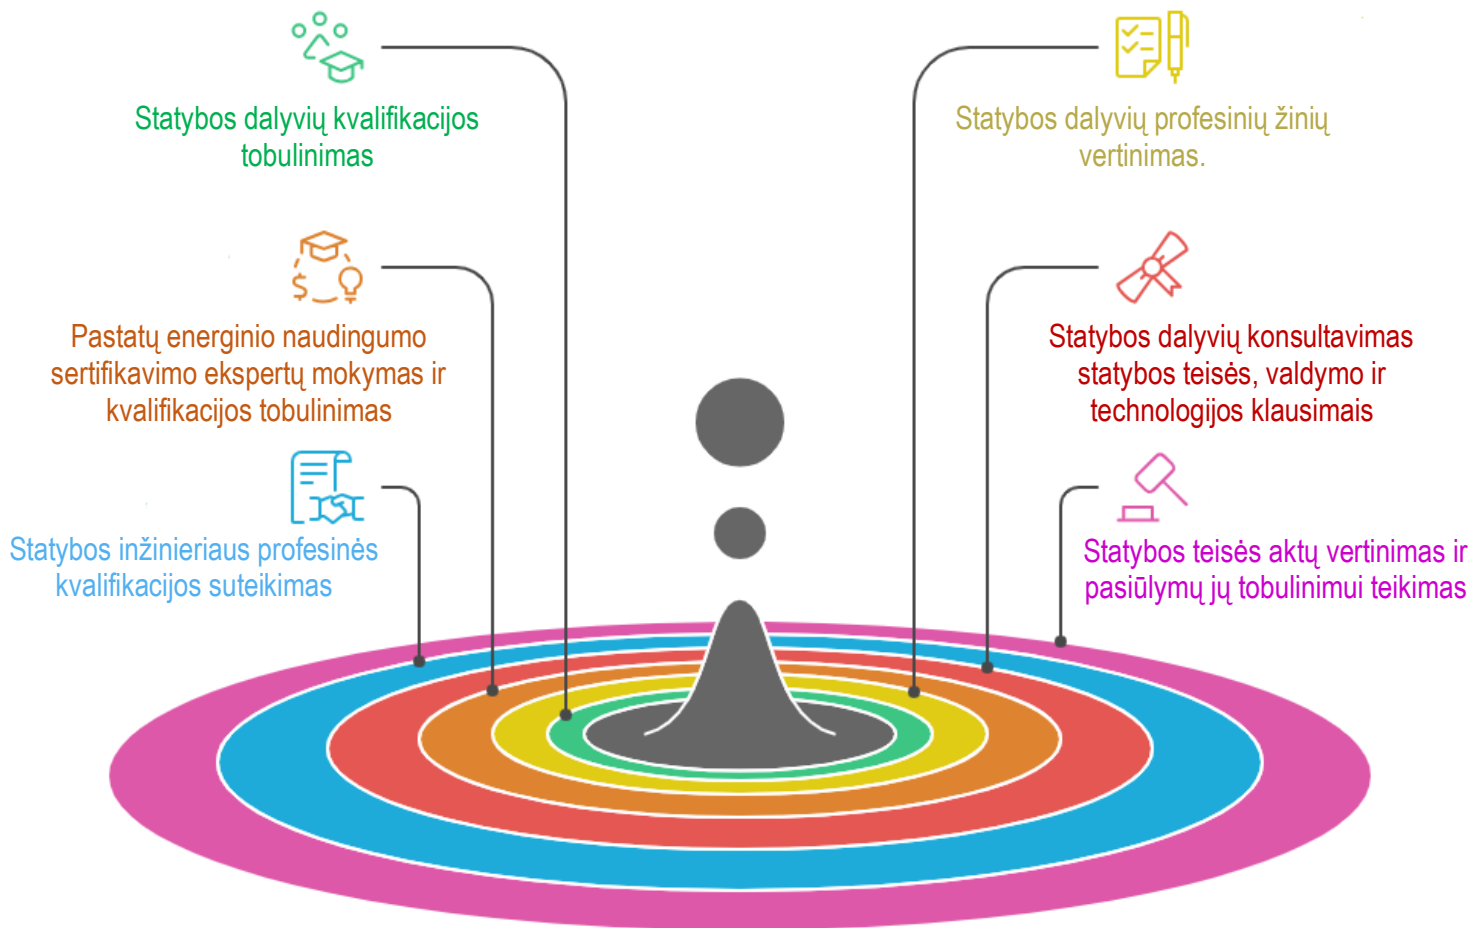 Statybos dalyvių kvalifikacijos
tobulinimas
Statybos dalyvių profesinių žinių
vertinimas.
Pastatų energinio naudingumo
sertifikavimo ekspertų mokymas ir
kvalifikacijos tobulinimas
Statybos dalyvių konsultavimas
statybos teisės, valdymo ir
technologijos klausimais
Statybos inžinieriaus profesinės
kvalifikacijos suteikimas
Statybos teisės aktų vertinimas ir
pasiūlymų jų tobulinimui teikimas